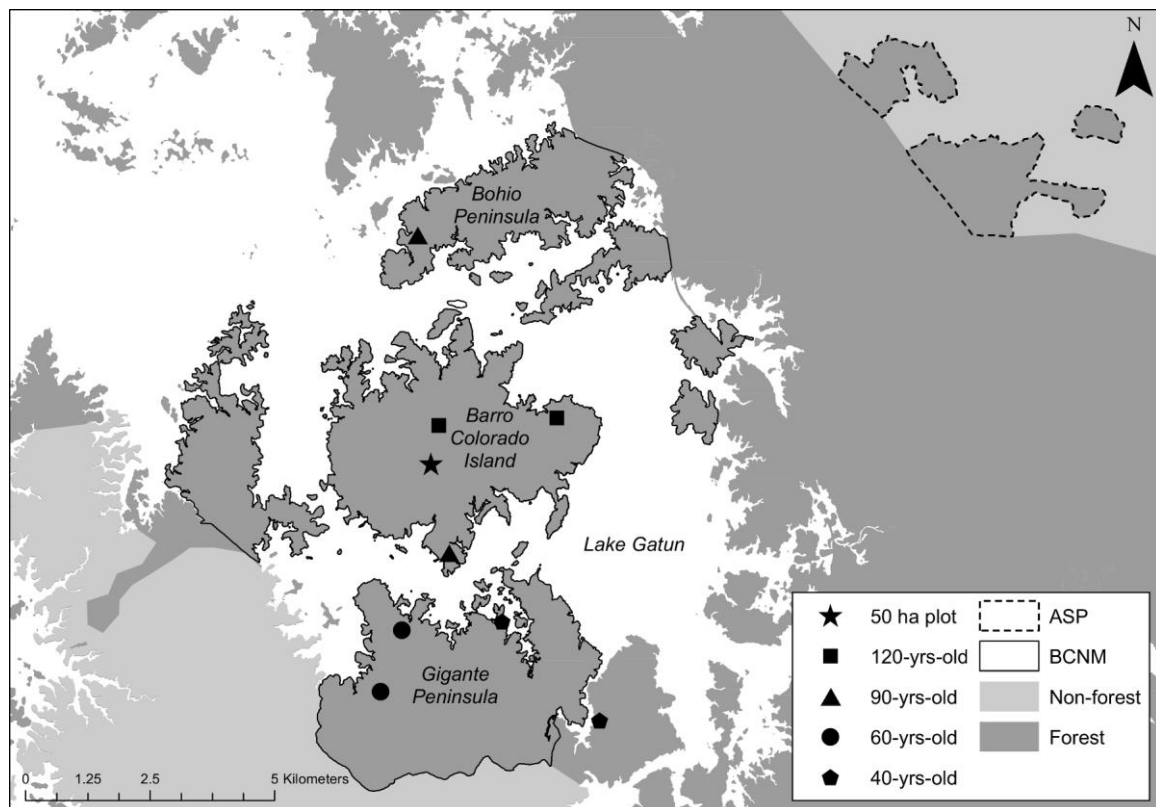 N
Bohio
Peninsula
Barro
Colorado
Island
Lake Gatun
Gigante
Peninsula
50 ha plot
120-yrs-old
90-yrs-old
60-yrs-old
40-yrs-old
ASP
BCNM
Non-forest
Forest
0 1.25 2.5 5 Kilometers